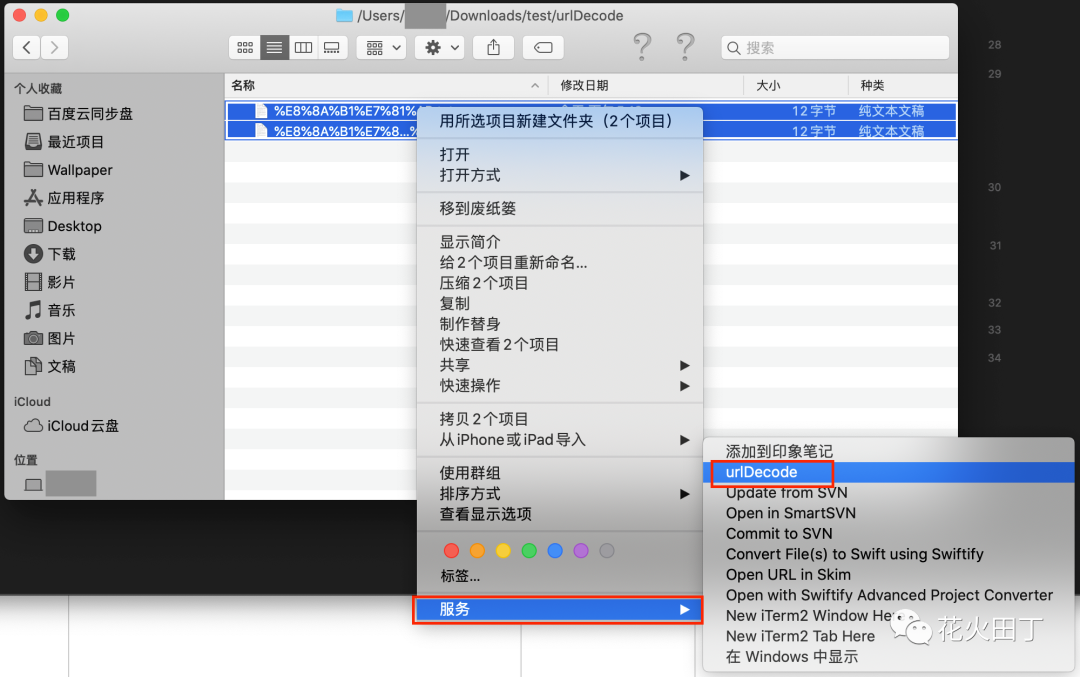 /Users/ /Downloads/test/urlDecode
搜索
个人收藏
百度云同步盘
最近项目
Wallpaper
应用程序
Desktop
下载
影片
音乐
图片
文稿
iCloud
iCloud云盘
位置
名称 修改日期 大小 种类
%E8%8A%B1%E7%81% 12 字节 纯文本文稿
%E8%8A%B1%E7%8...% 12 字节 纯文本文稿
用所选项目新建文件夹（2个项目）
打开
打开方式
移到废纸篓
显示简介
给2个项目重新命名...
压缩2个项目
复制
制作替身
快速查看2个项目
共享
快速操作
拷贝2个项目
从iPhone或iPad导入
使用群组
排序方式
查看显示选项
标签...
服务
添加到印象笔记
urlDecode
Update from SVN
Open in SmartSVN
Commit to SVN
Convert File(s) to Swift using Swiftify
Open URL in Skim
Open with Swiftify Advanced Project Converter
New iTerm2 Window Here
New iTerm2 Tab Here
在 Windows 中显示
28
29
30
31
32
33
34
花火田丁